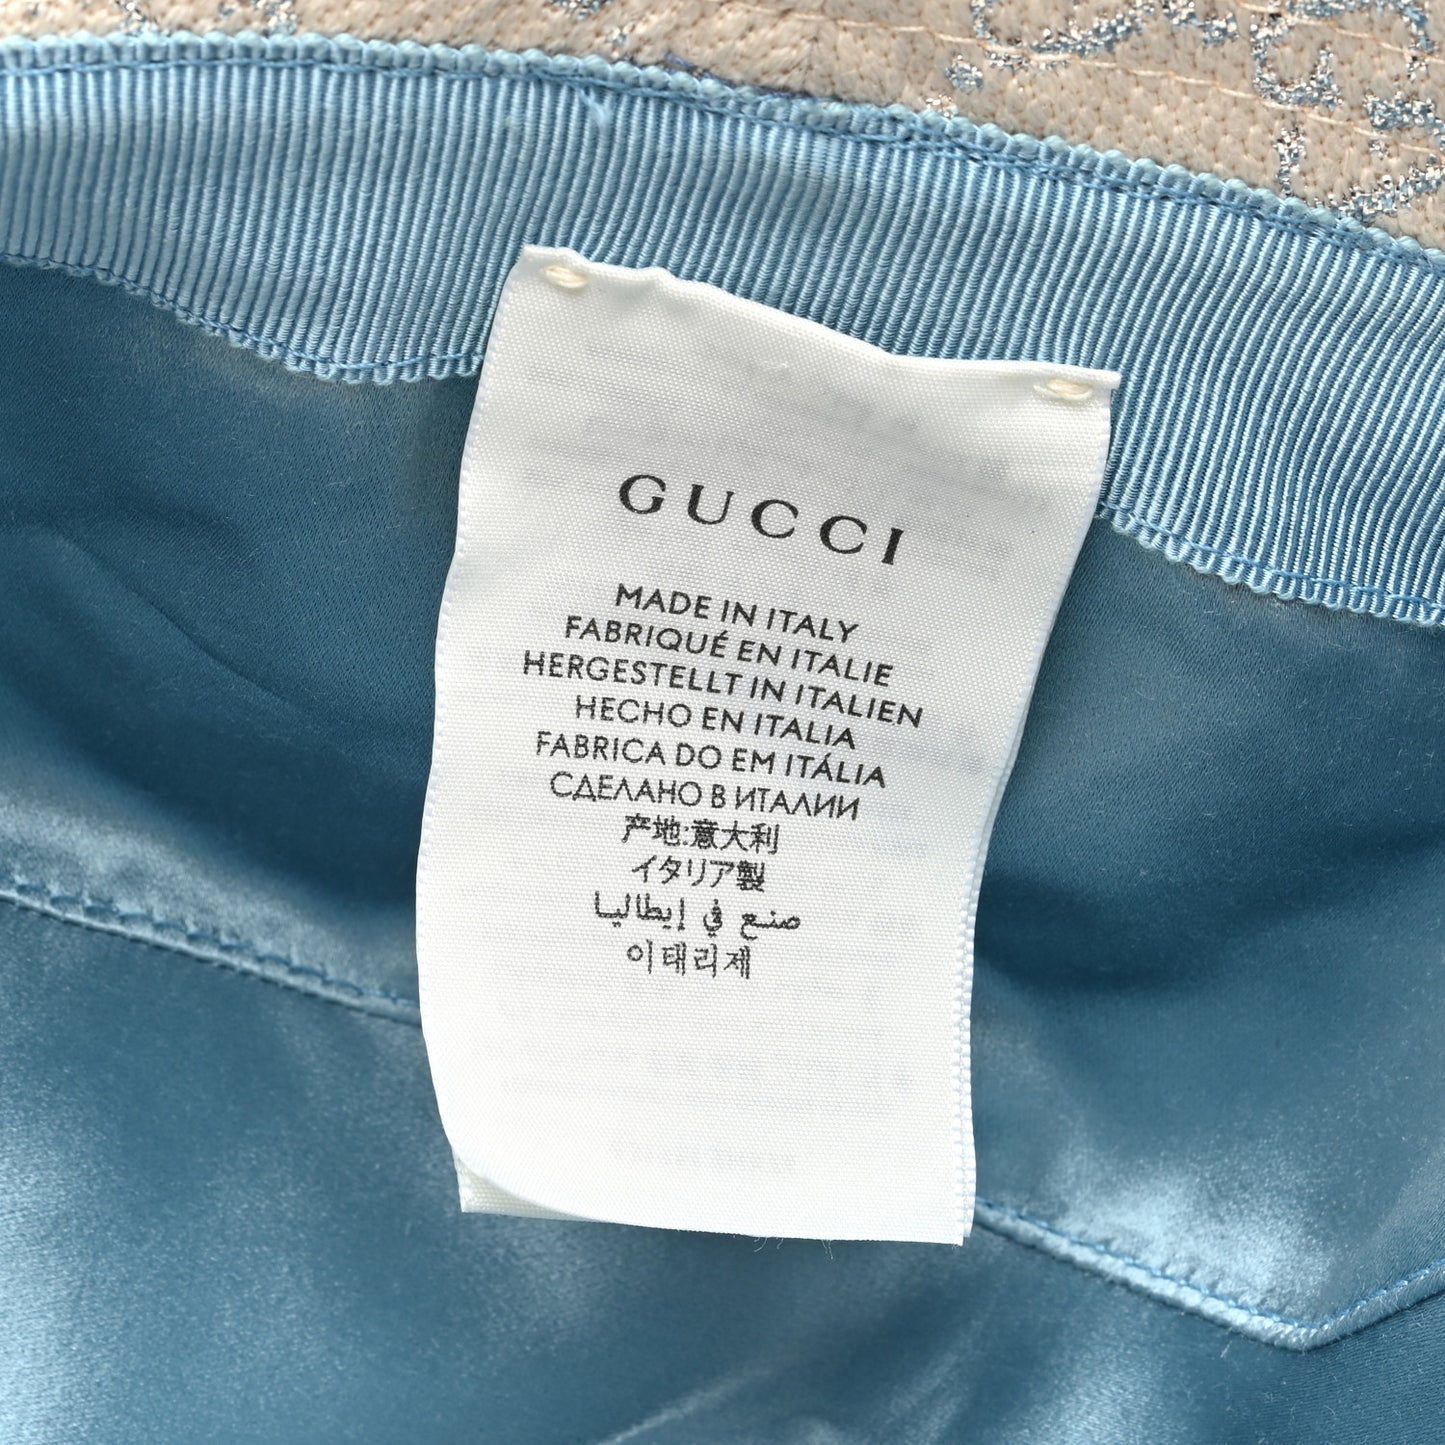 GUCCI
MADE IN ITALY
FABRIQUÉ EN ITALIE
HERGESTELLT IN ITALIEN
HECHO EN ITALIA
FABRICA DO EM ITÁLIA
СДЕЛАНО В ИТАЛИИ
产地:意大利
イタリア製
صنع في إيطاليا
이태리제